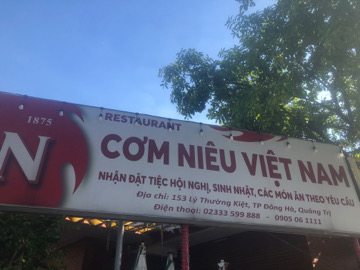 1875
N
RESTAURANT
CƠM NIÊU VIỆT NAM
NHẬN ĐẶT TIỆC HỘI NGHỊ, SINH NHẬT, CÁC MÓN ĂN THEO YÊU CẦU
Địa chỉ: 153 Lý Thường Kiệt, TP Đông Hà, Quảng Trị
Điện thoại: 02333 599 888 - 0905 06 1111